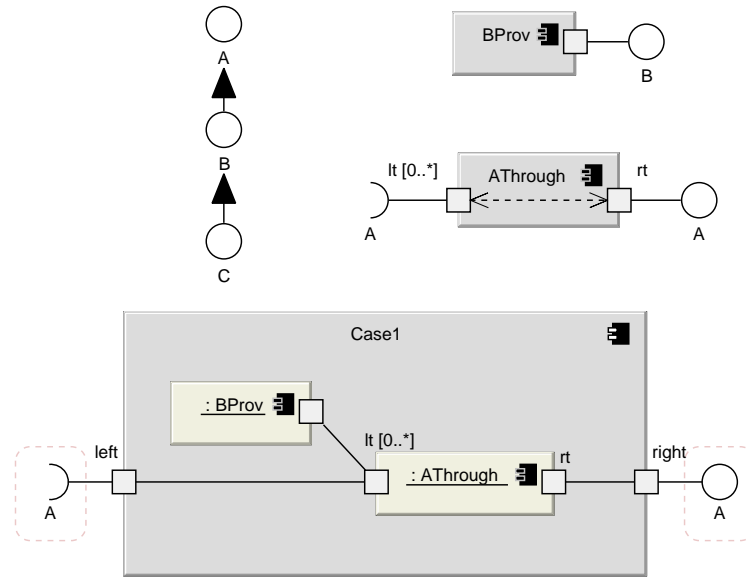 A
B
C
BProv
B
lt [0..*]
AThrough
rt
A
A
Case1
: BProv
lt [0..*]
left
: AThrough
rt
right
A
A